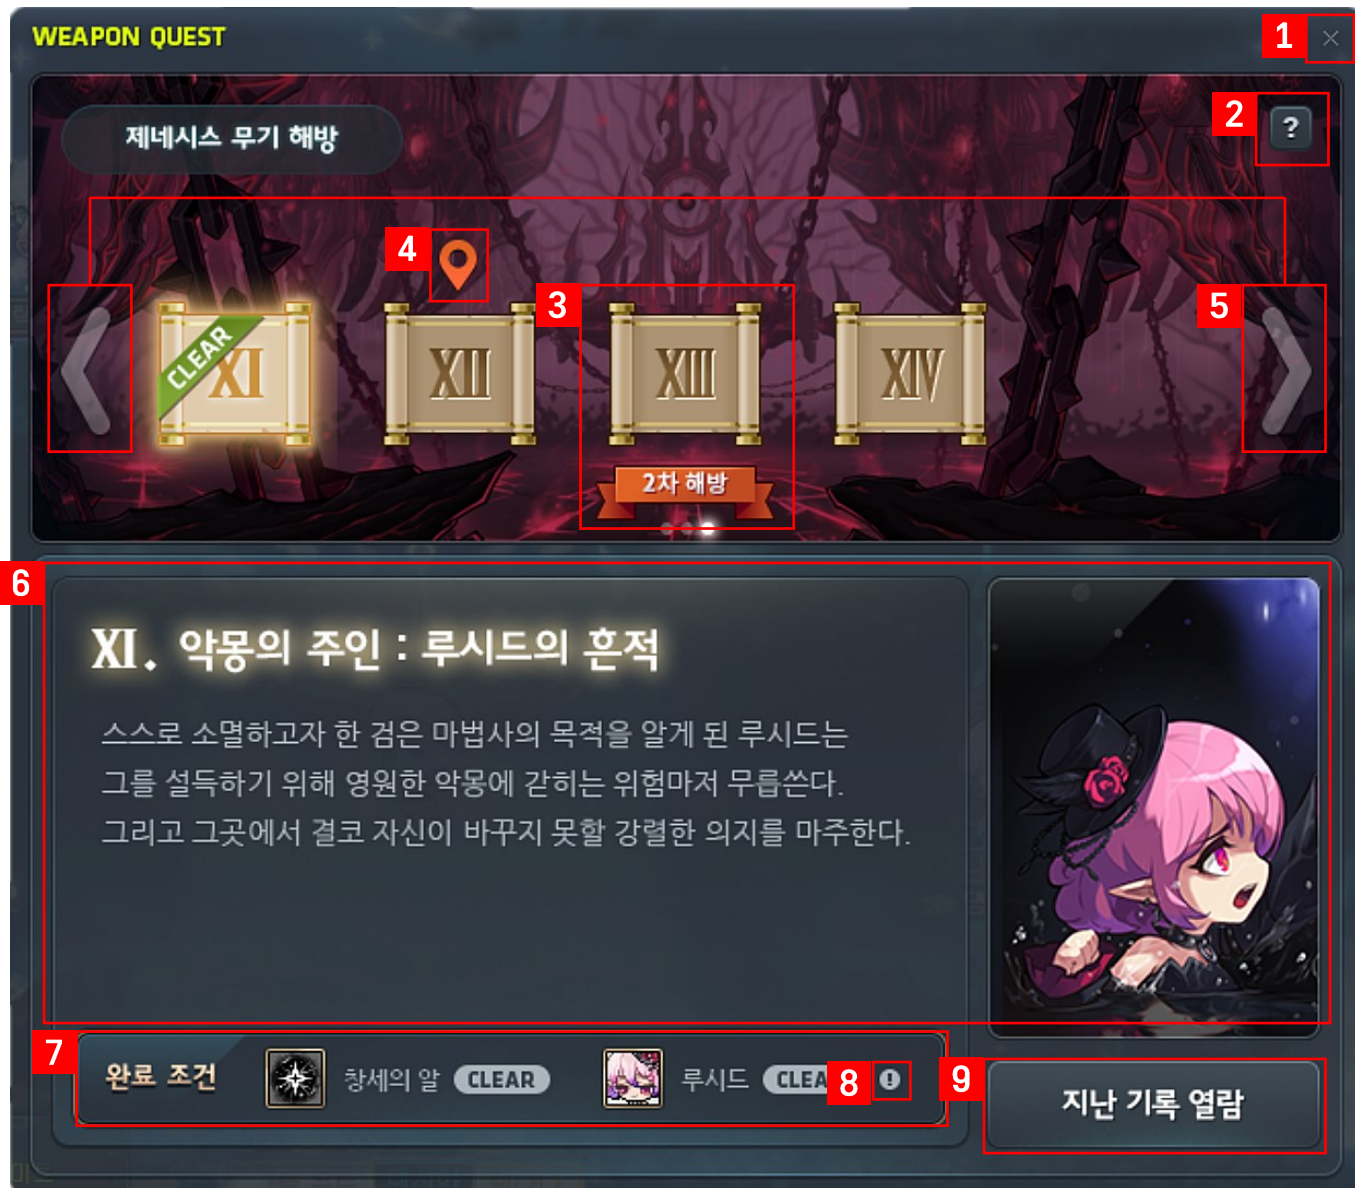 WEAPON QUEST
1
×
제네시스 무기 해방
2
?
4
3
5
CLEAR
XI
XII
XIII
XIV
2차 해방
6
XI. 악몽의 주인 : 루시드의 흔적
스스로 소멸하고자 한 검은 마법사의 목적을 알게 된 루시드는
그를 설득하기 위해 영원한 악몽에 갇히는 위험마저 무릅쓴다.
그리고 그곳에서 결코 자신이 바꾸지 못할 강렬한 의지를 마주한다.
7
완료 조건
창세의 알 CLEAR
루시드 CLEA
8
!
9
지난 기록 열람